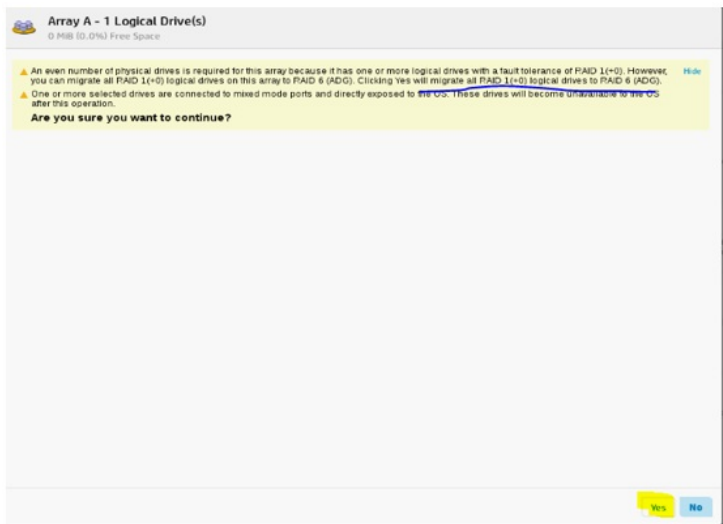 Array A - 1 Logical Drive(s)
0 MiB (0.0%) Free Space
An even number of physical drives is required for this array because it has one or more logical drives with a fault tolerance of RAID 1(+0). However, Hide
you can migrate all RAID 1(+0) logical drives on this array to RAID 6 (ADG). Clicking Yes will migrate all RAID 1(+0) logical drives to RAID 6 (ADG).
One or more selected drives are connected to mixed mode ports and directly exposed to the OS. These drives will become unavailable to the OS
after this operation.
Are you sure you want to continue?
Yes No